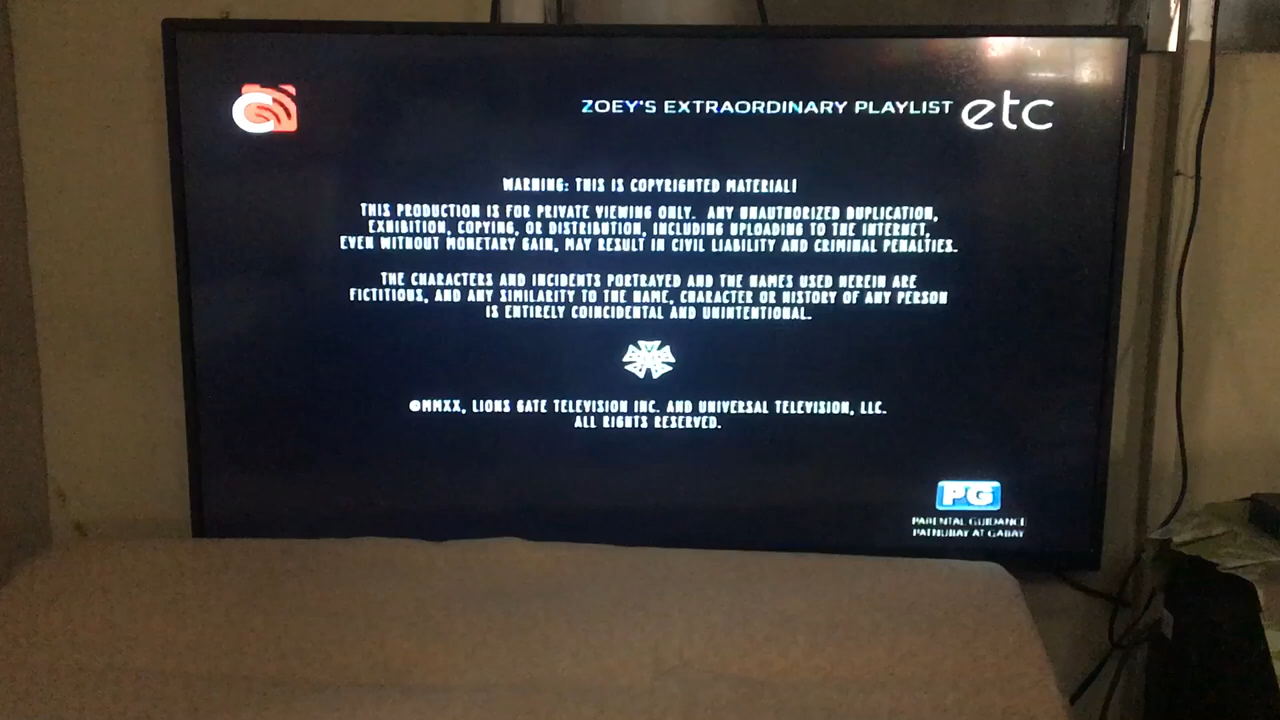 ZOEY'S EXTRAORDINARY PLAYLIST etc
WARNING: THIS IS COPYRIGHTED MATERIAL!
THIS PRODUCTION IS FOR PRIVATE VIEWING ONLY. ANY UNAUTHORIZED DUPLICATION,
EXHIBITION, COPYING, OR DISTRIBUTION, INCLUDING UPLOADING TO THE INTERNET,
EVEN WITHOUT MONETARY GAIN, MAY RESULT IN CIVIL LIABILITY AND CRIMINAL PENALTIES.
THE CHARACTERS AND INCIDENTS PORTRAYED AND THE NAMES USED HEREIN ARE
FICTITIOUS, AND ANY SIMILARITY TO THE NAME, CHARACTER OR HISTORY OF ANY PERSON
IS ENTIRELY COINCIDENTAL AND UNINTENTIONAL.
©MMXX, LIONS GATE TELEVISION INC. AND UNIVERSAL TELEVISION, LLC.
ALL RIGHTS RESERVED.
PG
PARENTAL GUIDANCE
PATNUBAY AT GABAY